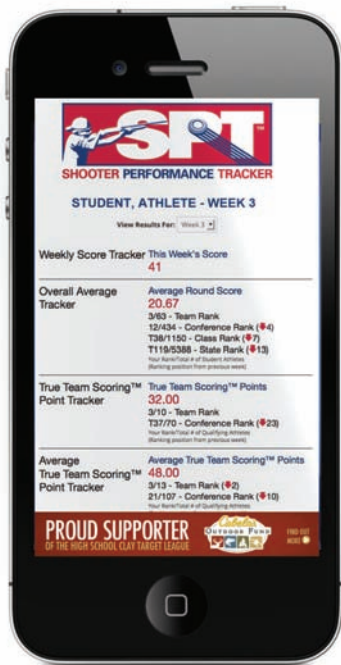 SPT™
SHOOTER PERFORMANCE TRACKER
STUDENT, ATHLETE - WEEK 3
View Results For: Week 3
Weekly Score Tracker This Week's Score
41
Overall Average Tracker
Average Round Score
20.67
3/63 - Team Rank
12/434 - Conference Rank (4)
T38/1150 - Class Rank (7)
T119/5388 - State Rank (13)
Your Rank/Total # of Student Athletes
(Ranking position from previous week)
True Team Scoring™
Point Tracker
True Team Scoring™ Points
32.00
3/10 - Team Rank
T37/70 - Conference Rank (23)
Your Rank/Total # of Qualifying Athletes
(Ranking position from previous week)
Average
True Team Scoring™
Point Tracker
Average True Team Scoring™ Points
48.00
3/13 - Team Rank (2)
21/107 - Conference Rank (10)
Your Rank/Total # of Qualifying Athletes
PROUD SUPPORTER
OF THE HIGH SCHOOL CLAY TARGET LEAGUE
Cabela's
OUTDOOR FUND
FIND OUT
MORE